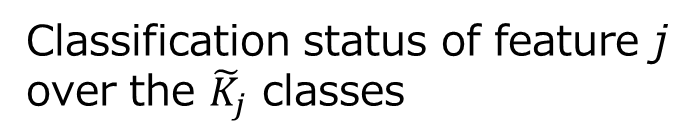 Classification status of feature j
over the K̃ⱼ classes